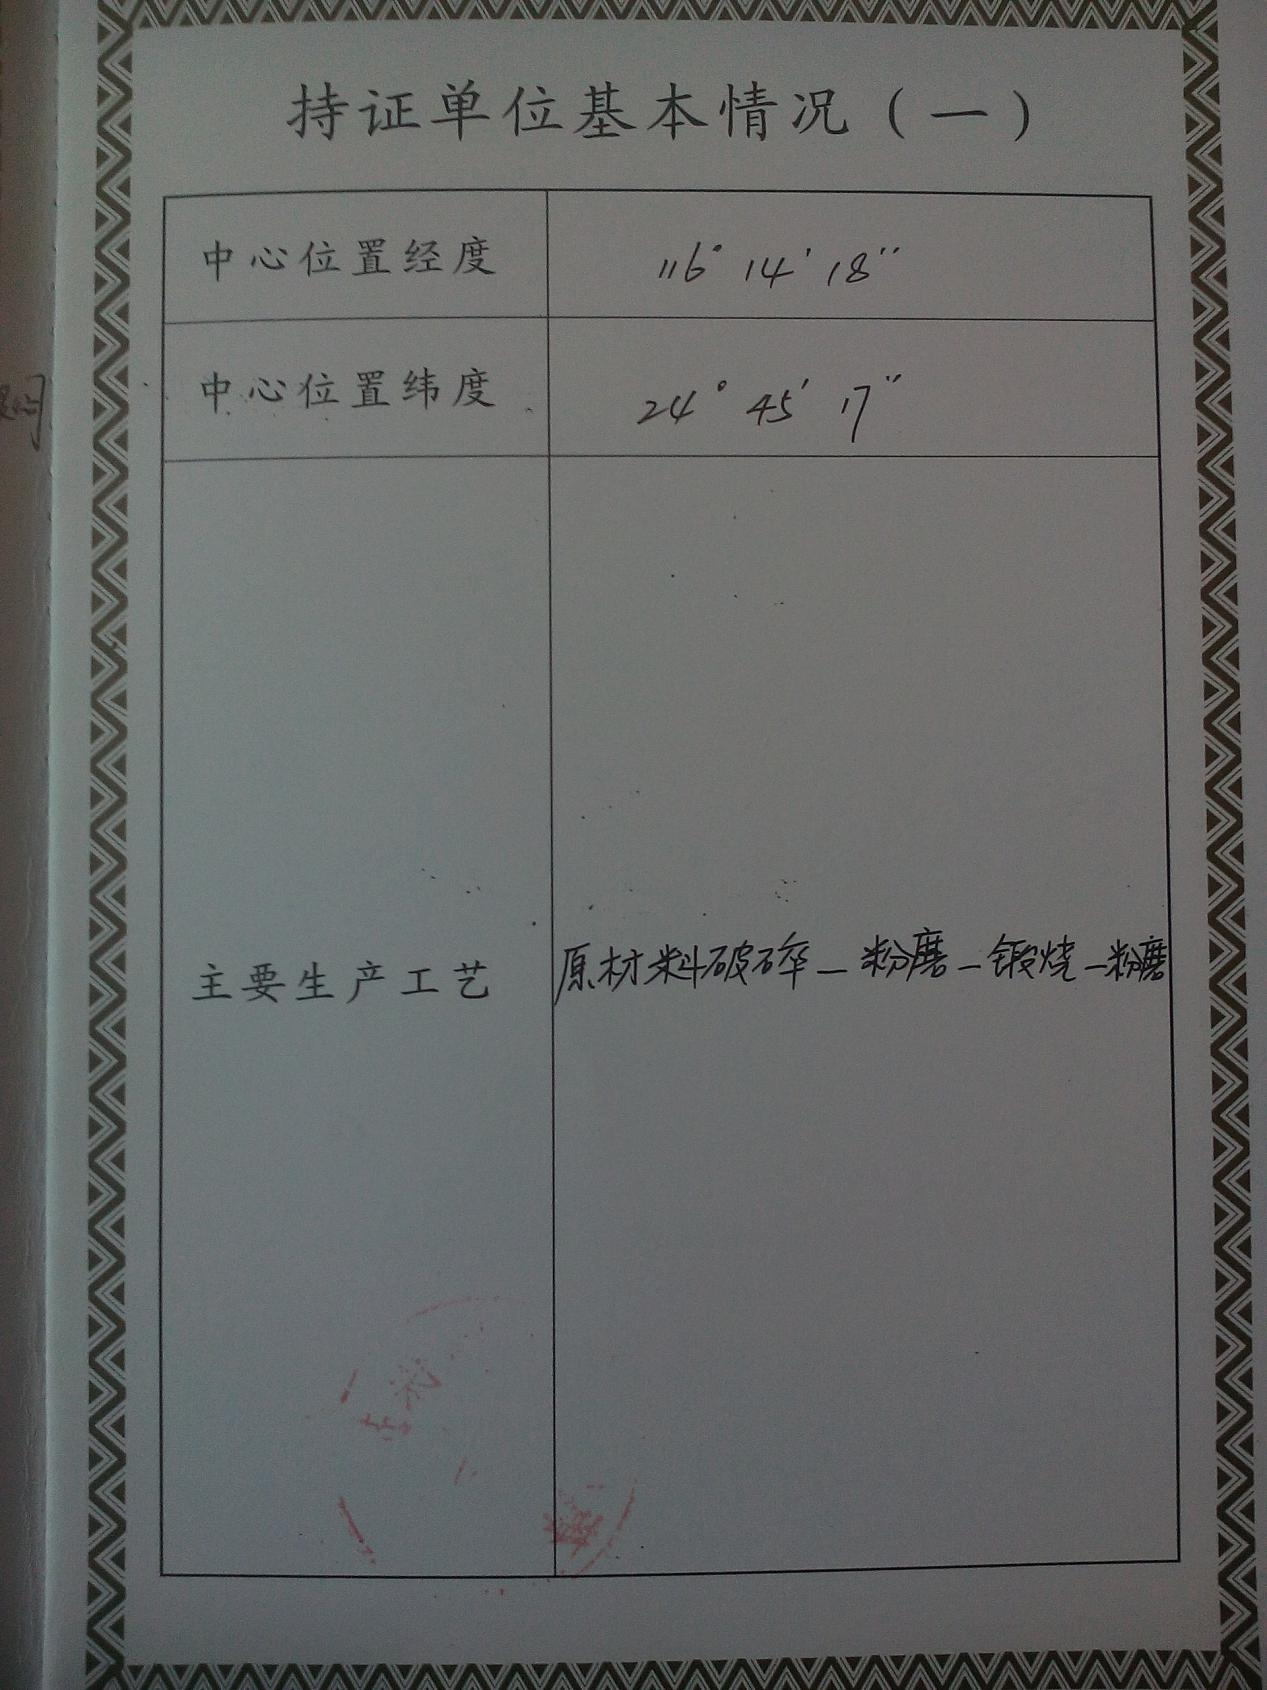 持证单位基本情况（一）
中心位置经度 116° 14′ 18″
中心位置纬度 24° 45′ 17″
主要生产工艺 原材料破碎—粉磨—锻烧—粉磨